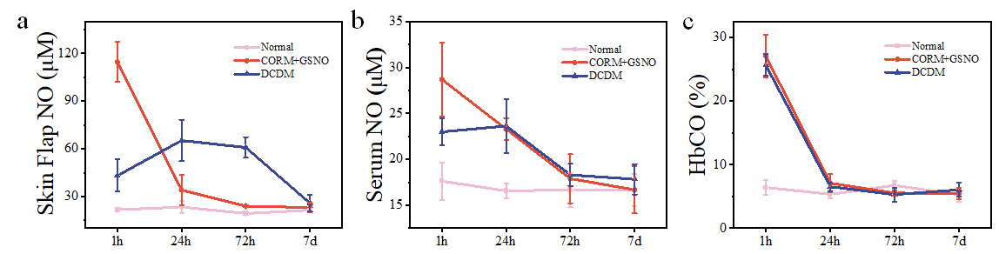 a
Skin Flap NO (μM)
120
90
60
30
Normal
CORM+GSNO
DCDM
1h 24h 72h 7d
b
Serum NO (μM)
35
30
25
20
15
Normal
CORM+GSNO
DCDM
1h 24h 72h 7d
c
HbCO (%)
30
20
10
0
Normal
CORM+GSNO
DCDM
1h 24h 72h 7d